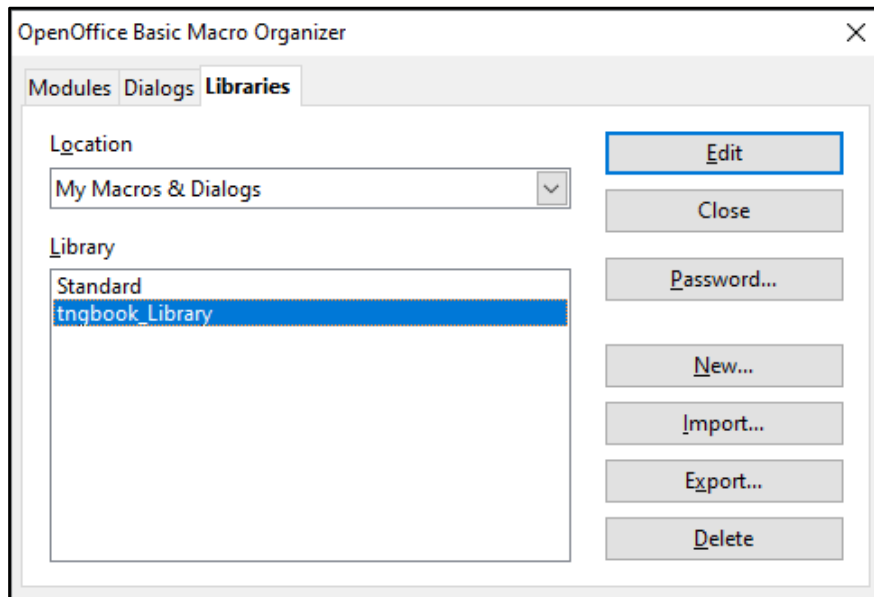 OpenOffice Basic Macro Organizer
Modules Dialogs Libraries
Location
My Macros & Dialogs
Library
Standard
tngbook_Library
Edit
Close
Password...
New...
Import...
Export...
Delete